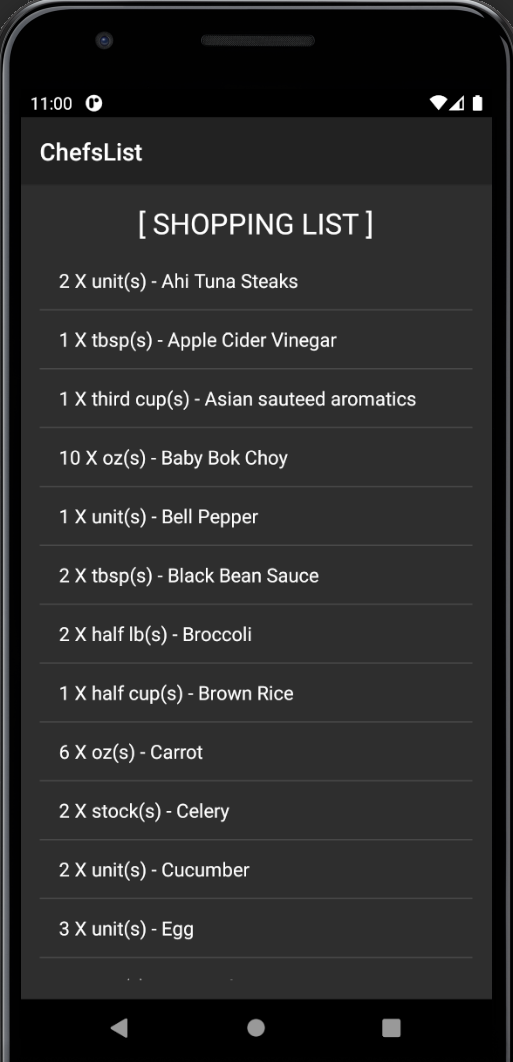 11:00
ChefsList
[ SHOPPING LIST ]
2 X unit(s) - Ahi Tuna Steaks
1 X tbsp(s) - Apple Cider Vinegar
1 X third cup(s) - Asian sauteed aromatics
10 X oz(s) - Baby Bok Choy
1 X unit(s) - Bell Pepper
2 X tbsp(s) - Black Bean Sauce
2 X half lb(s) - Broccoli
1 X half cup(s) - Brown Rice
6 X oz(s) - Carrot
2 X stock(s) - Celery
2 X unit(s) - Cucumber
3 X unit(s) - Egg